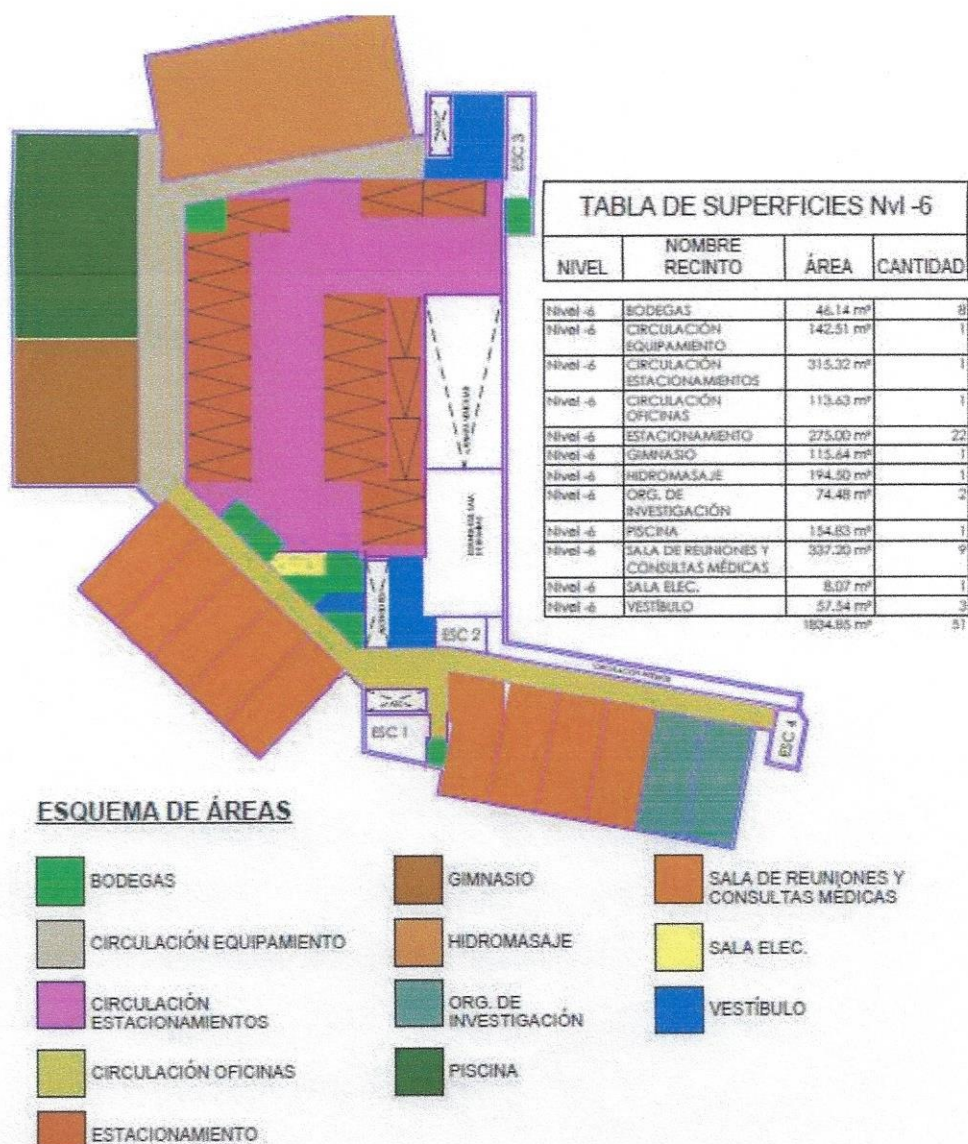 ASC.
ESC 3
TABLA DE SUPERFICIES Nvl -6
NIVEL NOMBRE RECINTO ÁREA CANTIDAD
Nivel -6 BODEGAS 46.14 m² 8
Nivel -6 CIRCULACIÓN EQUIPAMIENTO 142.51 m² 1
Nivel -6 CIRCULACIÓN ESTACIONAMIENTOS 315.32 m² 1
Nivel -6 CIRCULACIÓN OFICINAS 113.63 m² 1
Nivel -6 ESTACIONAMIENTO 275.00 m² 22
Nivel -6 GIMNASIO 115.64 m² 1
Nivel -6 HIDROMASAJE 194.50 m² 1
Nivel -6 ORG. DE INVESTIGACIÓN 74.48 m² 2
Nivel -6 PISCINA 154.83 m² 1
Nivel -6 SALA DE REUNIONES Y CONSULTAS MÉDICAS 337.20 m² 9
Nivel -6 SALA ELEC. 8.07 m² 1
Nivel -6 VESTÍBULO 57.54 m² 3
1834.85 m² 51
ESC 2
ASC.
ESC 1
ESC 4
ESQUEMA DE ÁREAS
BODEGAS
CIRCULACIÓN EQUIPAMIENTO
CIRCULACIÓN
ESTACIONAMIENTOS
CIRCULACIÓN OFICINAS
ESTACIONAMIENTO
GIMNASIO
HIDROMASAJE
ORG. DE
INVESTIGACIÓN
PISCINA
SALA DE REUNIONES Y
CONSULTAS MEDICAS
SALA ELEC.
VESTÍBULO